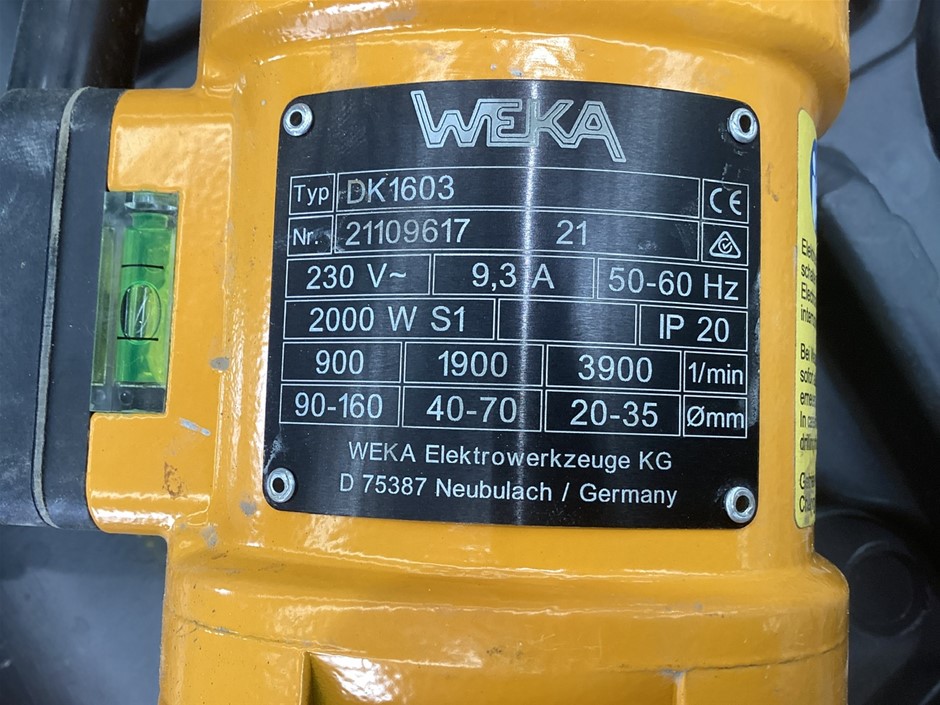 WEKA
Typ DK1603 CE
Nr. 21109617 21
230 V~ 9,3 A 50-60 Hz
2000 W S1 IP 20
900 1900 3900 1/min
90-160 40-70 20-35 Ømm
WEKA Elektrowerkzeuge KG
D 75387 Neubulach / Germany